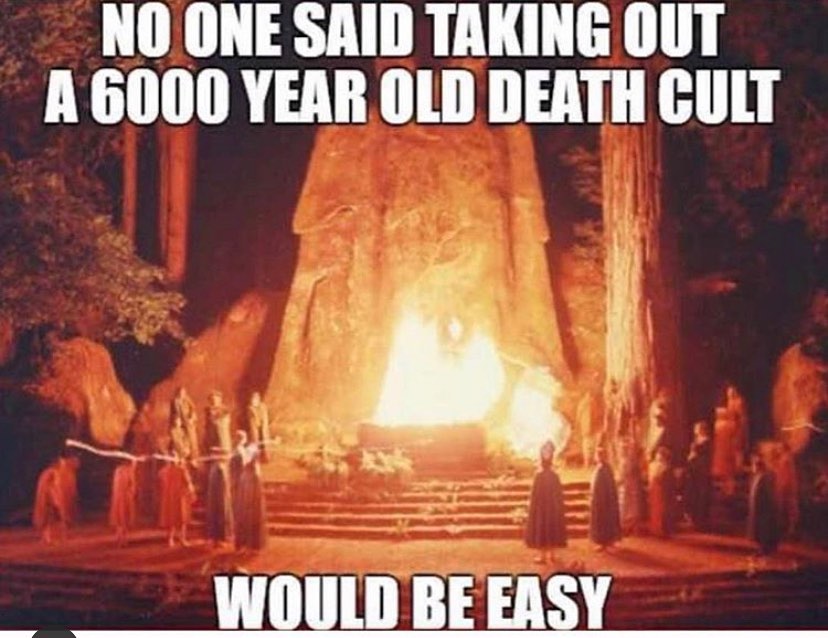 NO ONE SAID TAKING OUT
A 6000 YEAR OLD DEATH CULT
WOULD BE EASY